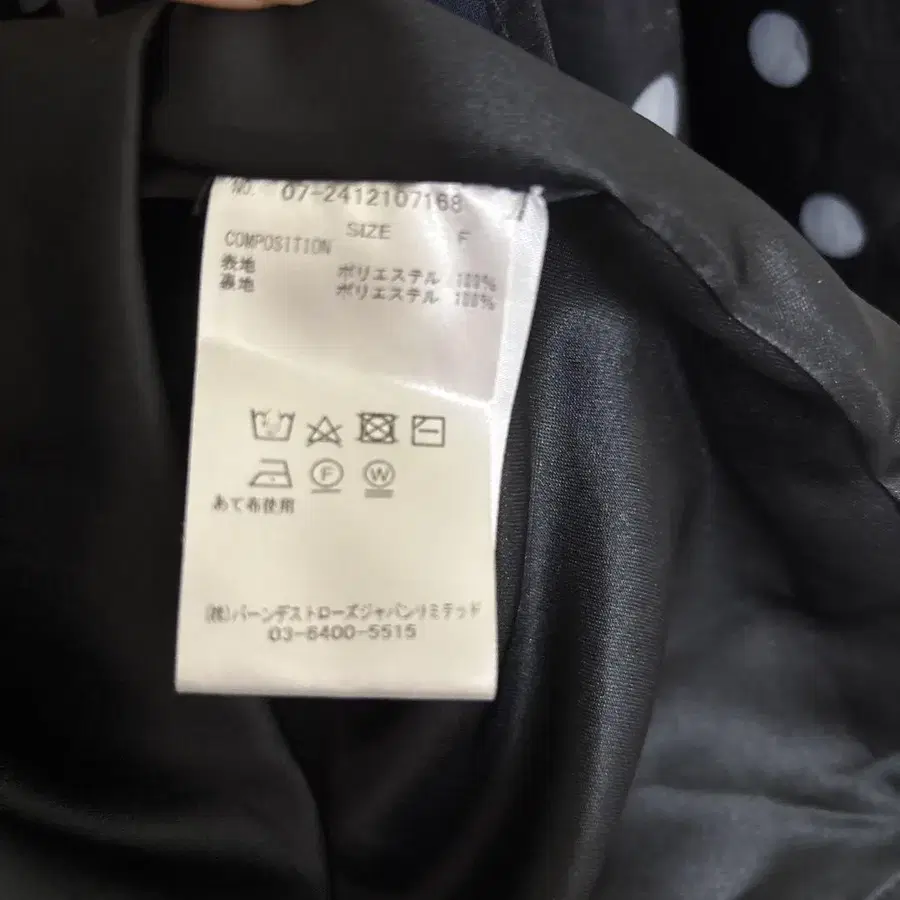 NO. 07-2412107168
SIZE F
COMPOSITION
表地 ポリエステル 100%
裏地 ポリエステル 100%
F W
あて布使用
(株)バーンデストローズジャパンリミテッド
03-6400-5515